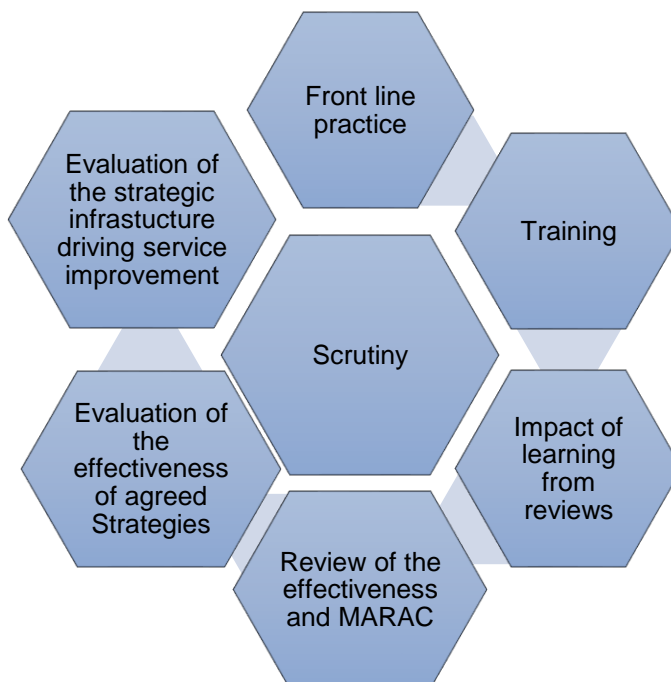 Front line
practice
Evaluation of
the strategic
infrastucture
driving service
improvement
Training
Scrutiny
Evaluation of
the
effectiveness
of agreed
Strategies
Impact of
learning
from
reviews
Review of the
effectiveness
and MARAC